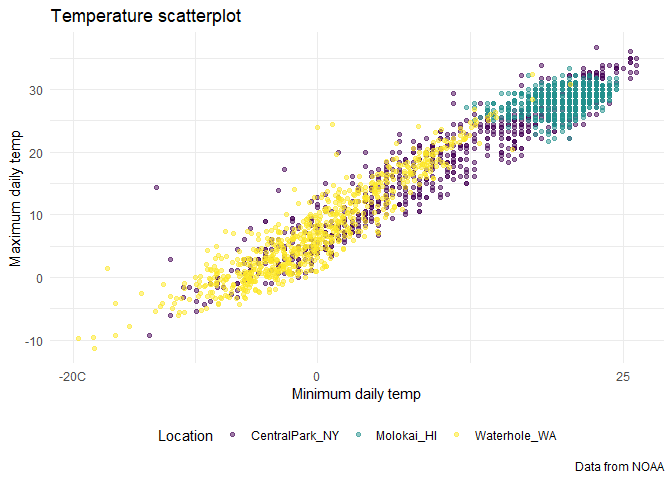 Temperature scatterplot
Maximum daily temp
30
20
10
0
-10
-20C 0 25
Minimum daily temp
Location CentralPark_NY Molokai_HI Waterhole_WA
Data from NOAA